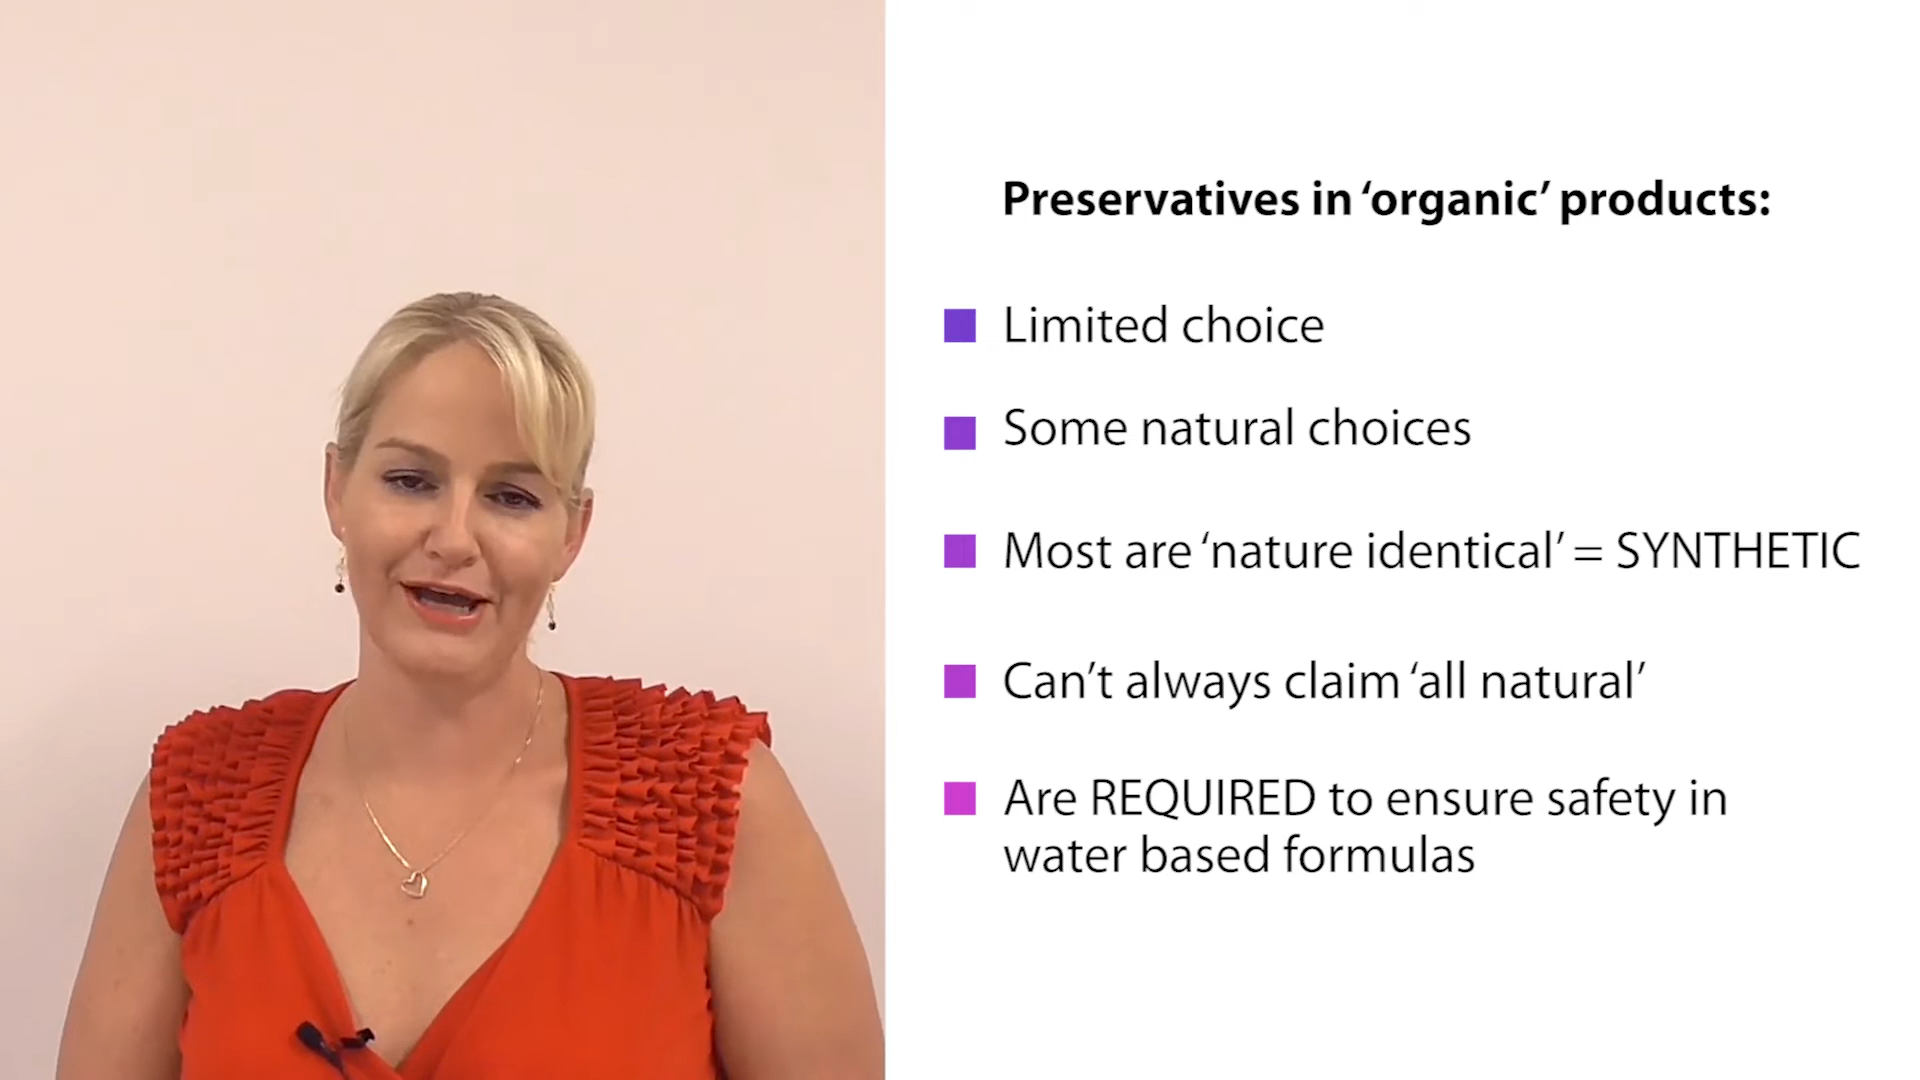 Preservatives in ‘organic’ products:
Limited choice
Some natural choices
Most are ‘nature identical’ = SYNTHETIC
Can’t always claim ‘all natural’
Are REQUIRED to ensure safety in
water based formulas